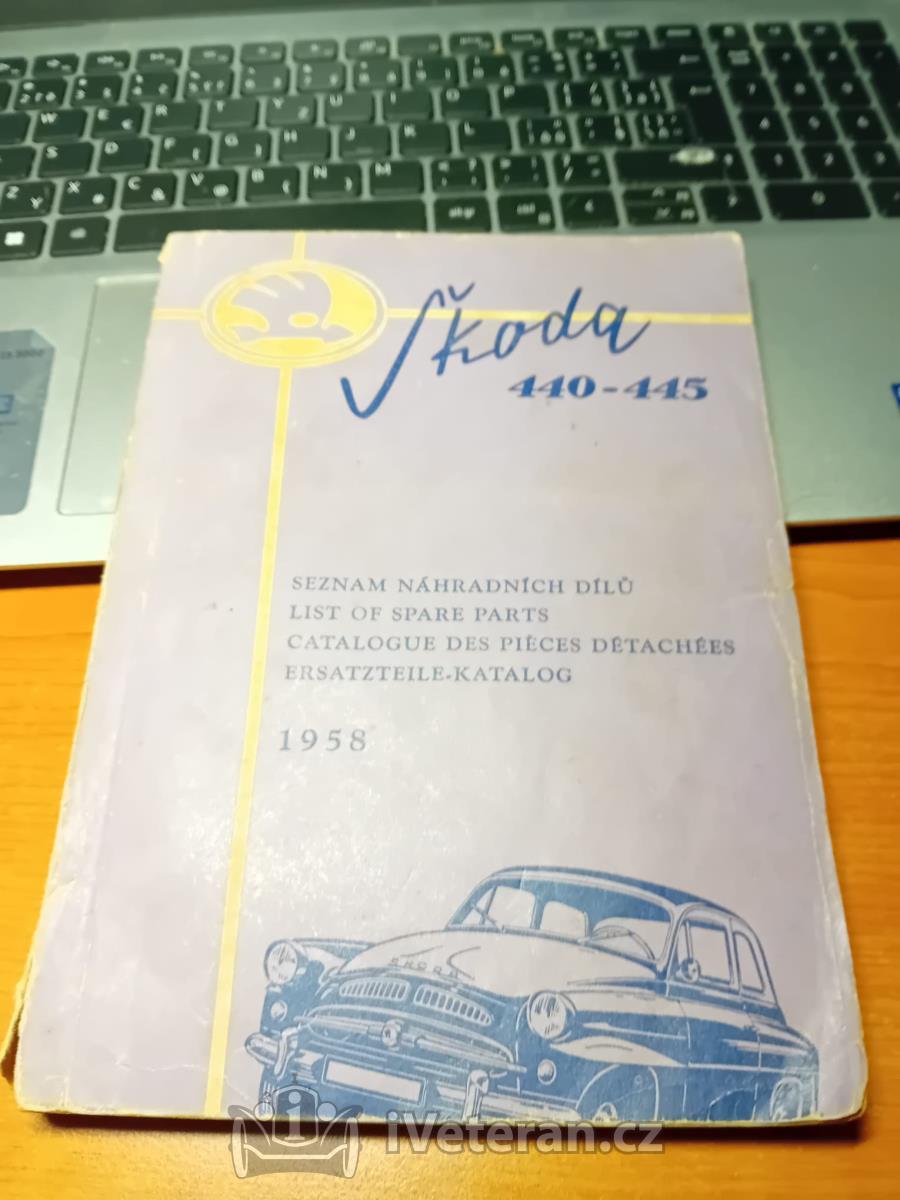 Škoda
440-445
SEZNAM NÁHRADNÍCH DÍLŮ
LIST OF SPARE PARTS
CATALOGUE DES PIÈCES DÉTACHÉES
ERSATZTEILE-KATALOG
1958
SKODA
iVeteran.cz